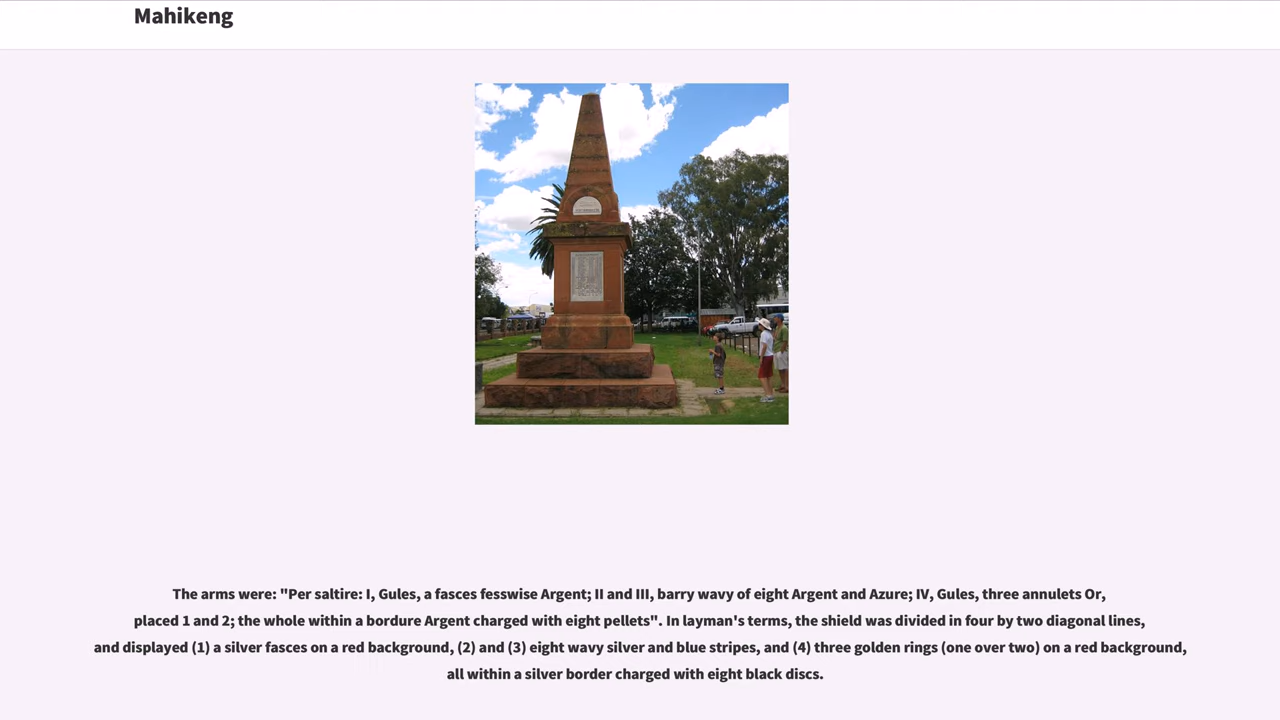 Mahikeng
The arms were: "Per saltire: I, Gules, a fasces fesswise Argent; II and III, barry wavy of eight Argent and Azure; IV, Gules, three annulets Or,
placed 1 and 2; the whole within a bordure Argent charged with eight pellets". In layman's terms, the shield was divided in four by two diagonal lines,
and displayed (1) a silver fasces on a red background, (2) and (3) eight wavy silver and blue stripes, and (4) three golden rings (one over two) on a red background,
all within a silver border charged with eight black discs.